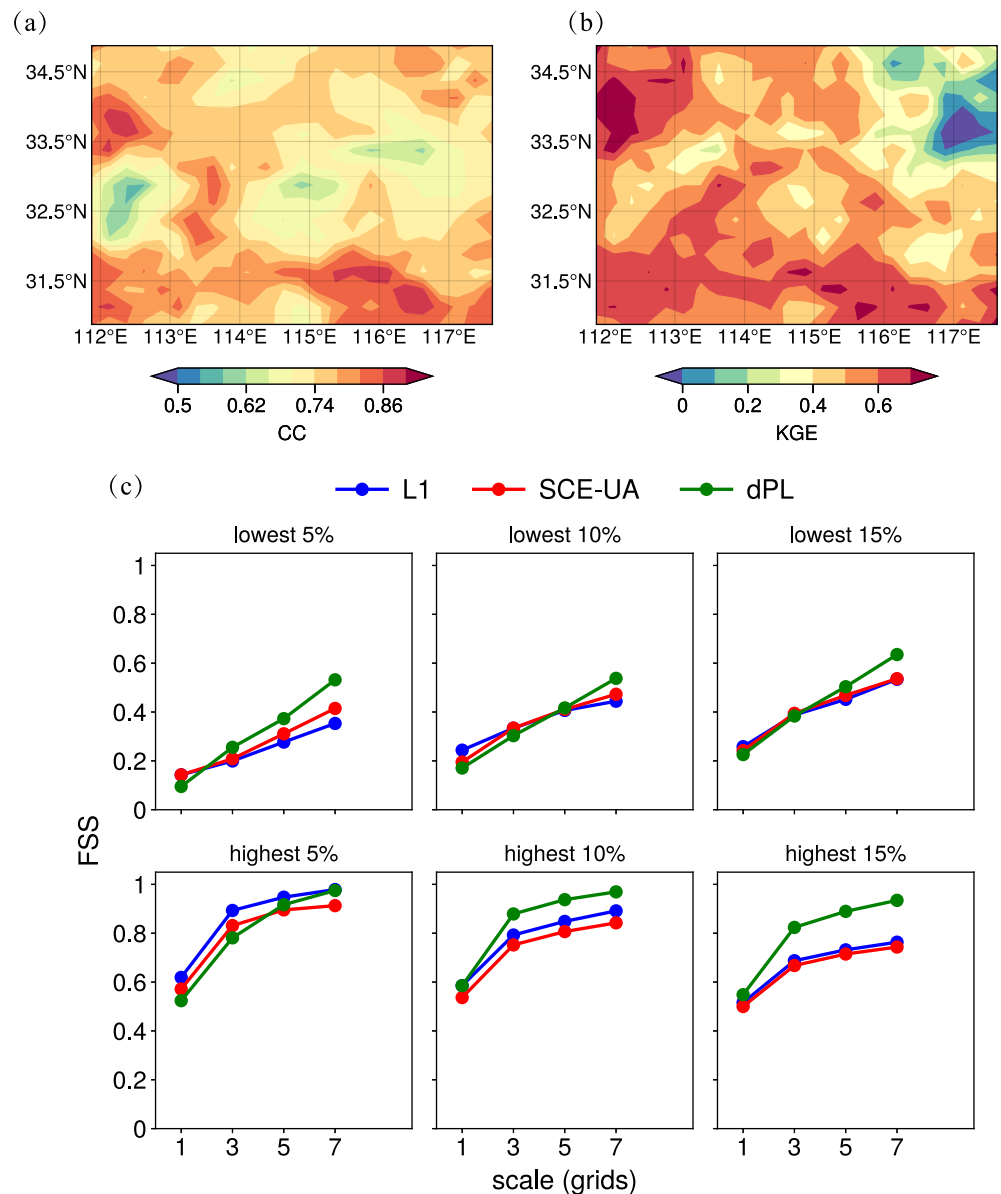 (a)
34.5°N
33.5°N
32.5°N
31.5°N
112°E 113°E 114°E 115°E 116°E 117°E
0.5 0.62 0.74 0.86
CC
(b)
34.5°N
33.5°N
32.5°N
31.5°N
112°E 113°E 114°E 115°E 116°E 117°E
0 0.2 0.4 0.6
KGE
(c)
L1 SCE-UA dPL
lowest 5% lowest 10% lowest 15%
1
0.8
0.6
0.4
0.2
0
FSS
highest 5% highest 10% highest 15%
1
0.8
0.6
0.4
0.2
0
1 3 5 7 1 3 5 7 1 3 5 7
scale (grids)